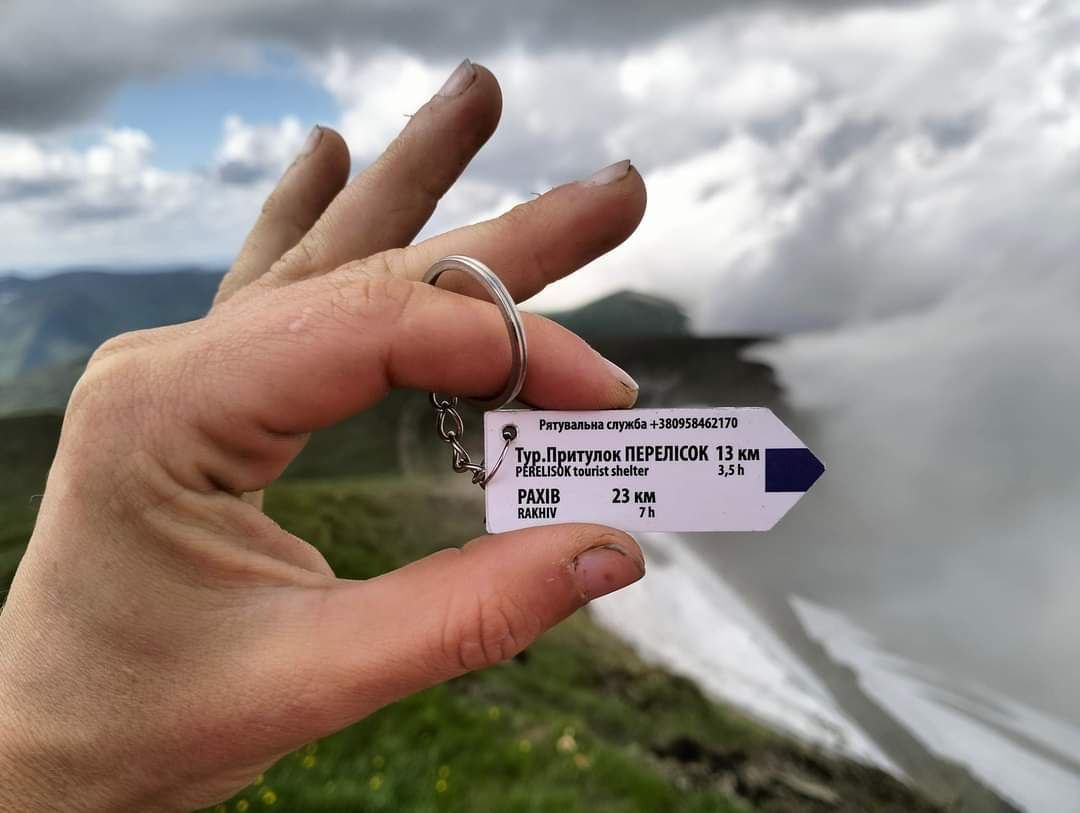 Рятувальна служба +380958462170
Тур.Притулок ПЕРЕЛІСОК 13 км
PERELISOK tourist shelter 3,5 h
РАХІВ 23 км
RAKHIV 7 h